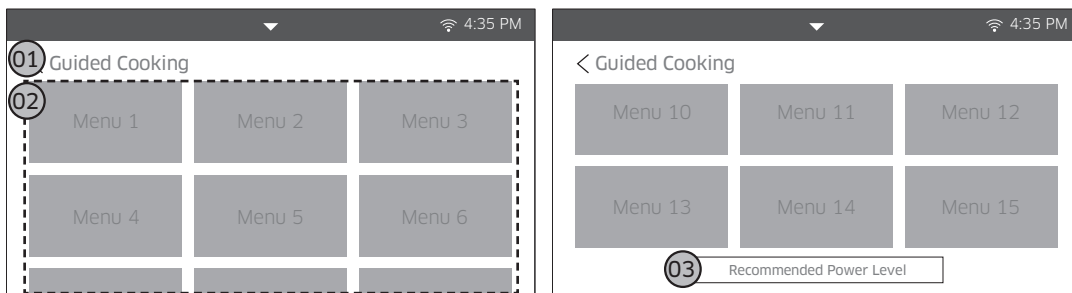 4:35 PM
01 Guided Cooking
02
Menu 1 Menu 2 Menu 3
Menu 4 Menu 5 Menu 6
4:35 PM
Guided Cooking
Menu 10 Menu 11 Menu 12
Menu 13 Menu 14 Menu 15
03 Recommended Power Level